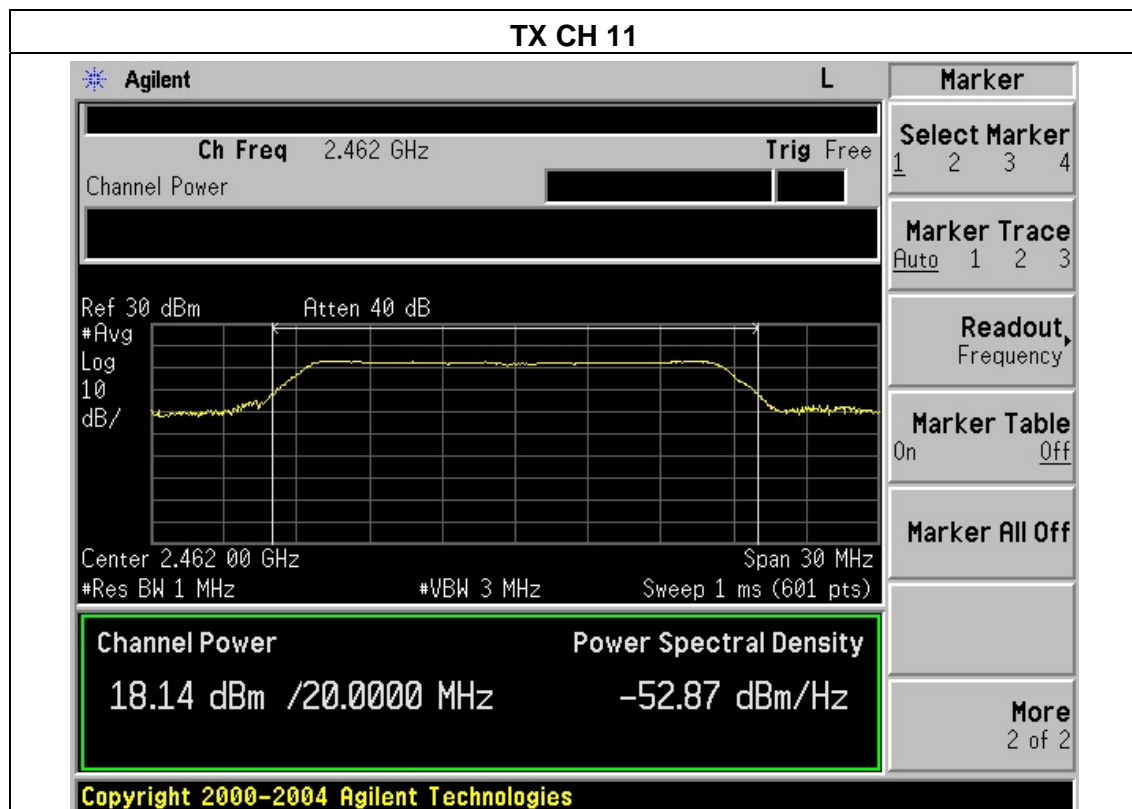 TX CH 11
Agilent L Marker
Ch Freq 2.462 GHz Trig Free
Channel Power
Select Marker
1 2 3 4
Marker Trace
Auto 1 2 3
Ref 30 dBm Atten 40 dB
#Avg
Log
10
dB/
Readout
Frequency
Marker Table
On Off
Marker All Off
Center 2.462 00 GHz Span 30 MHz
#Res BW 1 MHz #VBW 3 MHz Sweep 1 ms (601 pts)
Channel Power Power Spectral Density
18.14 dBm /20.0000 MHz -52.87 dBm/Hz
More
2 of 2
Copyright 2000-2004 Agilent Technologies